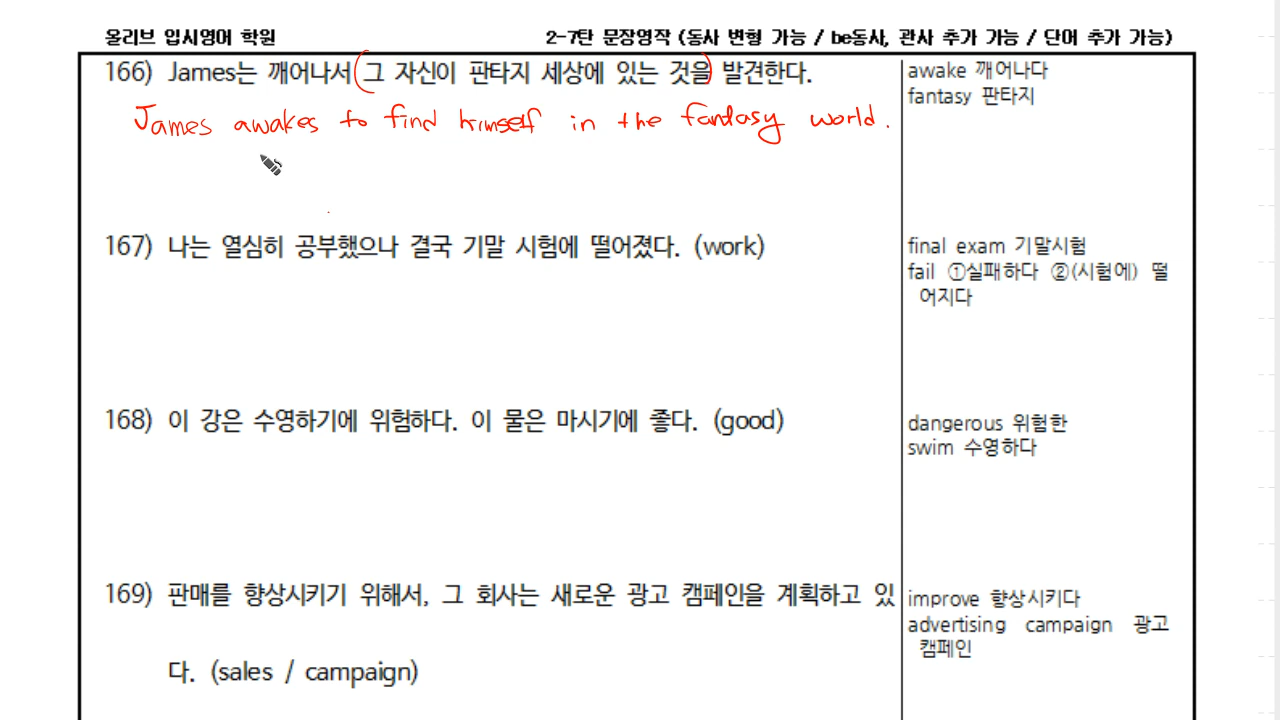 올리브 입시영어 학원 2-7탄 문장영작 (동사 변형 가능 / be동사, 관사 추가 가능 / 단어 추가 가능)
166) James는 깨어나서 (그 자신이 판타지 세상에 있는 것을) 발견한다.
awake 깨어나다
fantasy 판타지
James awakes to find himself in the fantasy world.
167) 나는 열심히 공부했으나 결국 기말 시험에 떨어졌다. (work)
final exam 기말시험
fail ①실패하다 ②(시험에) 떨
어지다
168) 이 강은 수영하기에 위험하다. 이 물은 마시기에 좋다. (good)
dangerous 위험한
swim 수영하다
169) 판매를 향상시키기 위해서, 그 회사는 새로운 광고 캠페인을 계획하고 있
다. (sales / campaign)
improve 향상시키다
advertising campaign 광고
캠페인